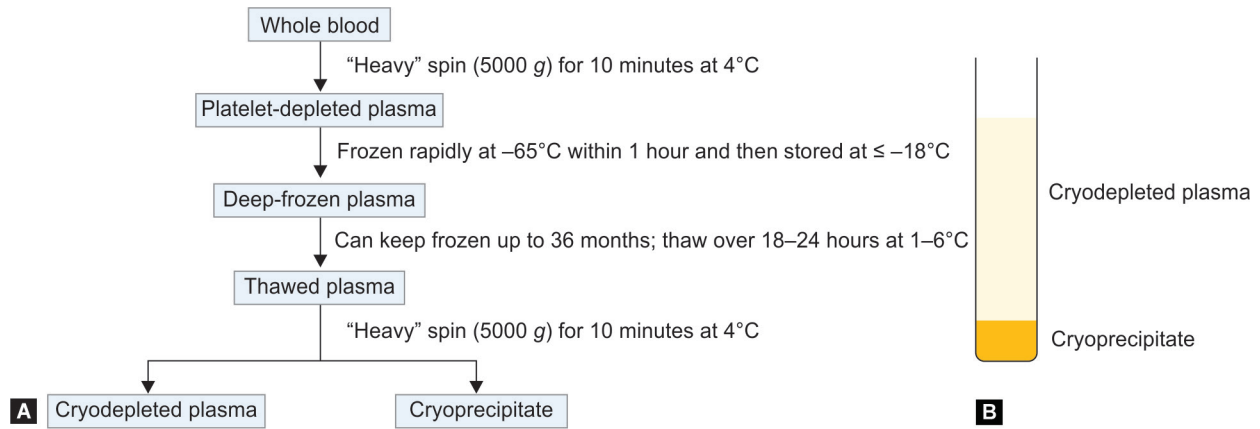 Whole blood
“Heavy” spin (5000 g) for 10 minutes at 4°C
Platelet-depleted plasma
Frozen rapidly at –65°C within 1 hour and then stored at ≤ –18°C
Deep-frozen plasma
Can keep frozen up to 36 months; thaw over 18–24 hours at 1–6°C
Thawed plasma
“Heavy” spin (5000 g) for 10 minutes at 4°C
Cryodepleted plasma
Cryoprecipitate
A
Cryodepleted plasma
Cryoprecipitate
B